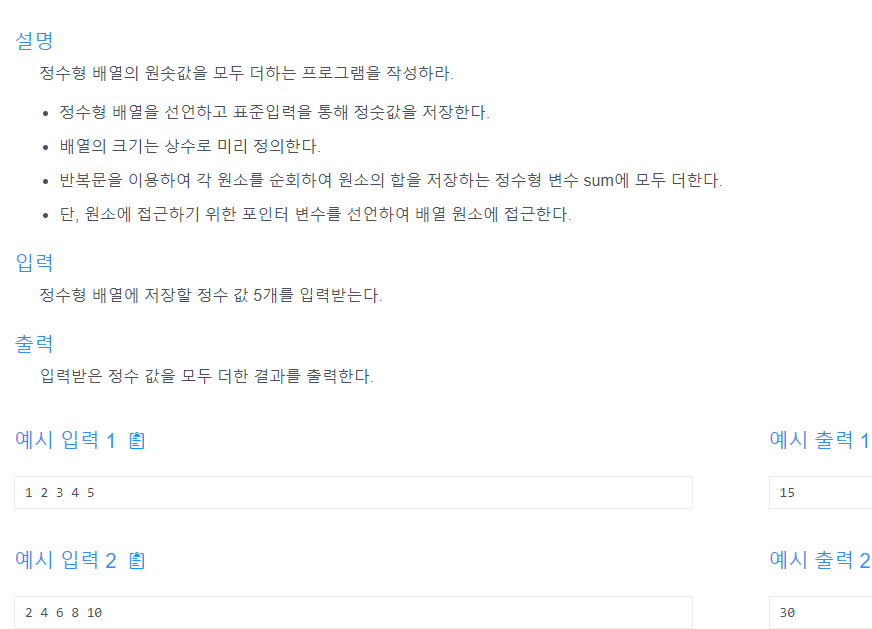 설명
정수형 배열의 원솟값을 모두 더하는 프로그램을 작성하라.
• 정수형 배열을 선언하고 표준입력을 통해 정숫값을 저장한다.
• 배열의 크기는 상수로 미리 정의한다.
• 반복문을 이용하여 각 원소를 순회하여 원소의 합을 저장하는 정수형 변수 sum에 모두 더한다.
• 단, 원소에 접근하기 위한 포인터 변수를 선언하여 배열 원소에 접근한다.
입력
정수형 배열에 저장할 정수 값 5개를 입력받는다.
출력
입력받은 정수 값을 모두 더한 결과를 출력한다.
예시 입력 1
예시 출력 1
1 2 3 4 5
15
예시 입력 2
예시 출력 2
2 4 6 8 10
30